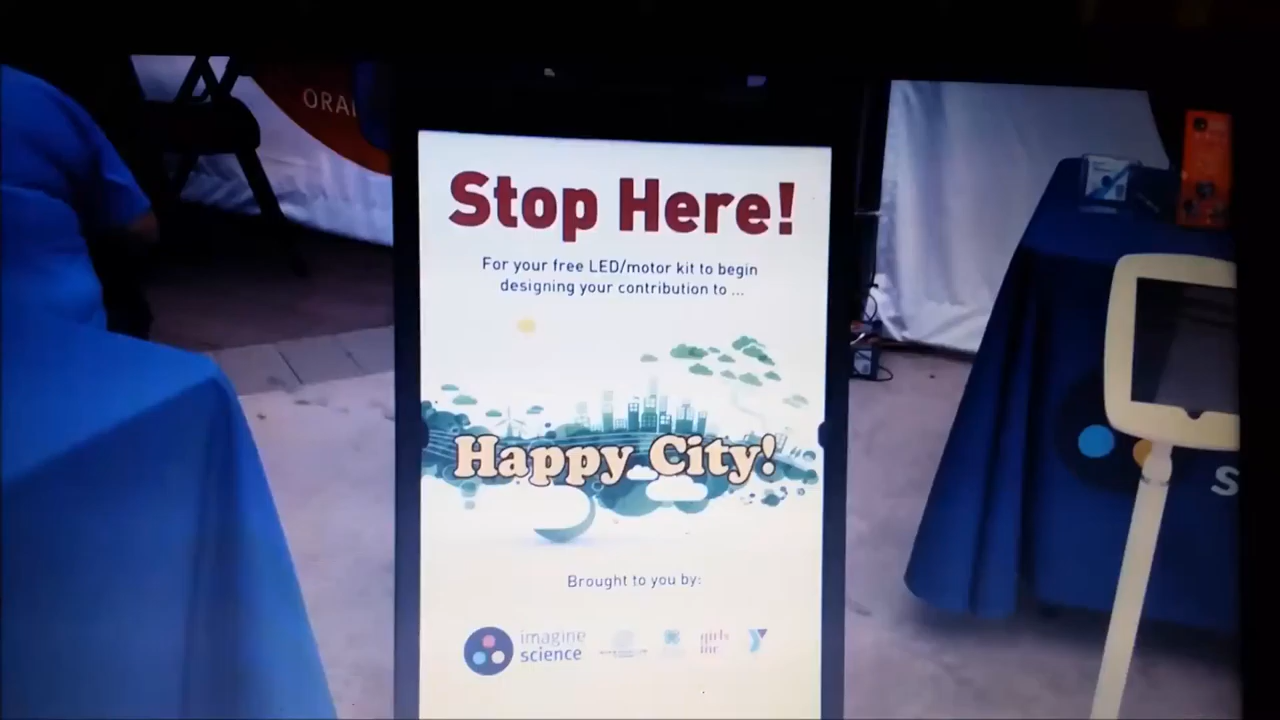 ORA
Stop Here!
For your free LED/motor kit to begin
designing your contribution to ...
Happy City!
Brought to you by:
imagine
science
girls
inc
Y
S